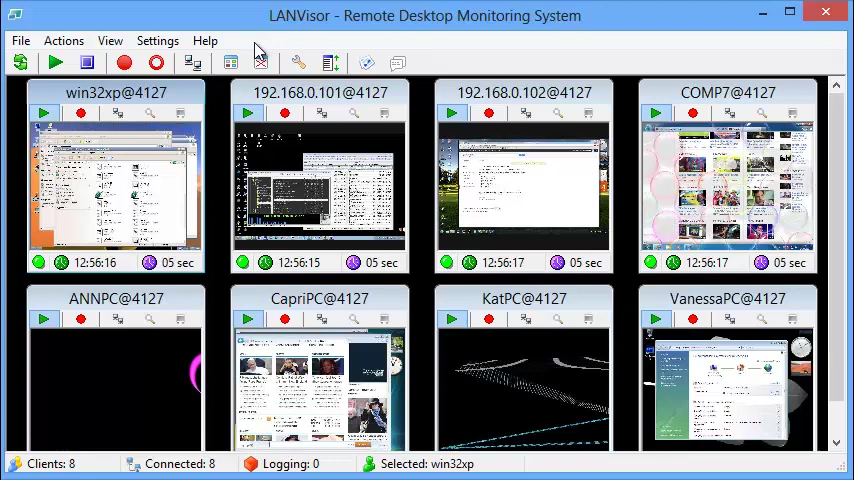 LANVisor - Remote Desktop Monitoring System
File Actions View Settings Help
win32xp@4127 192.168.0.101@4127 192.168.0.102@4127 COMP7@4127
12:56:16 05 sec 12:56:15 05 sec 12:56:17 05 sec 12:56:17 05 sec
ANNPC@4127 CapriPC@4127 KatPC@4127 VanessaPC@4127
Clients: 8 Connected: 8 Logging: 0 Selected: win32xp